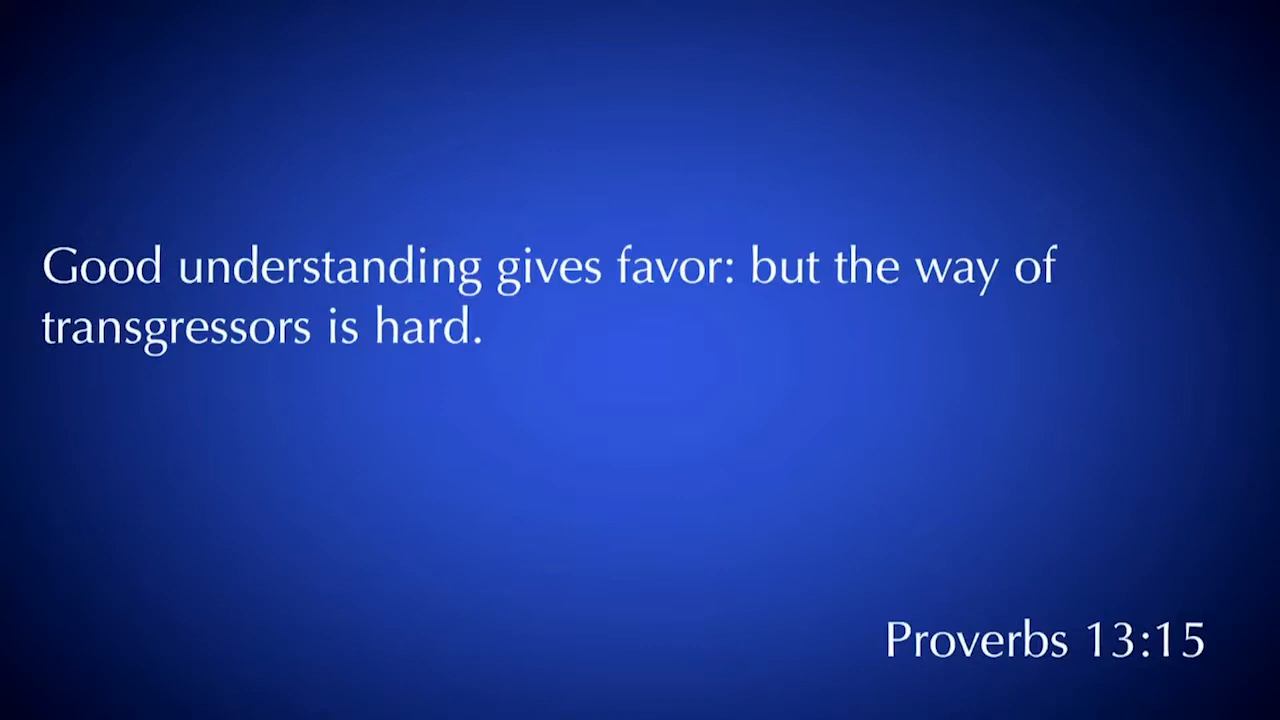 Good understanding gives favor: but the way of
transgressors is hard.
Proverbs 13:15